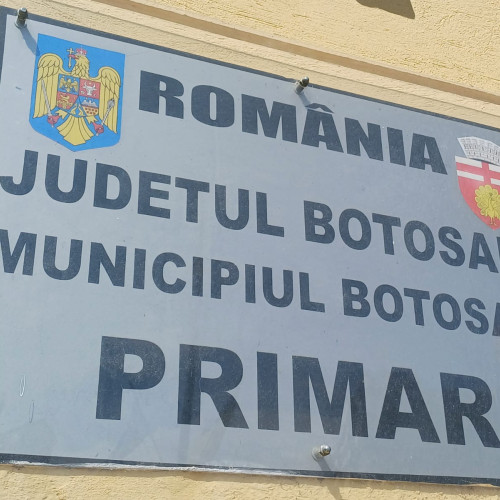 ROMÂNIA
JUDETUL BOTOSA
MUNICIPIUL BOTOSA
PRIMAR